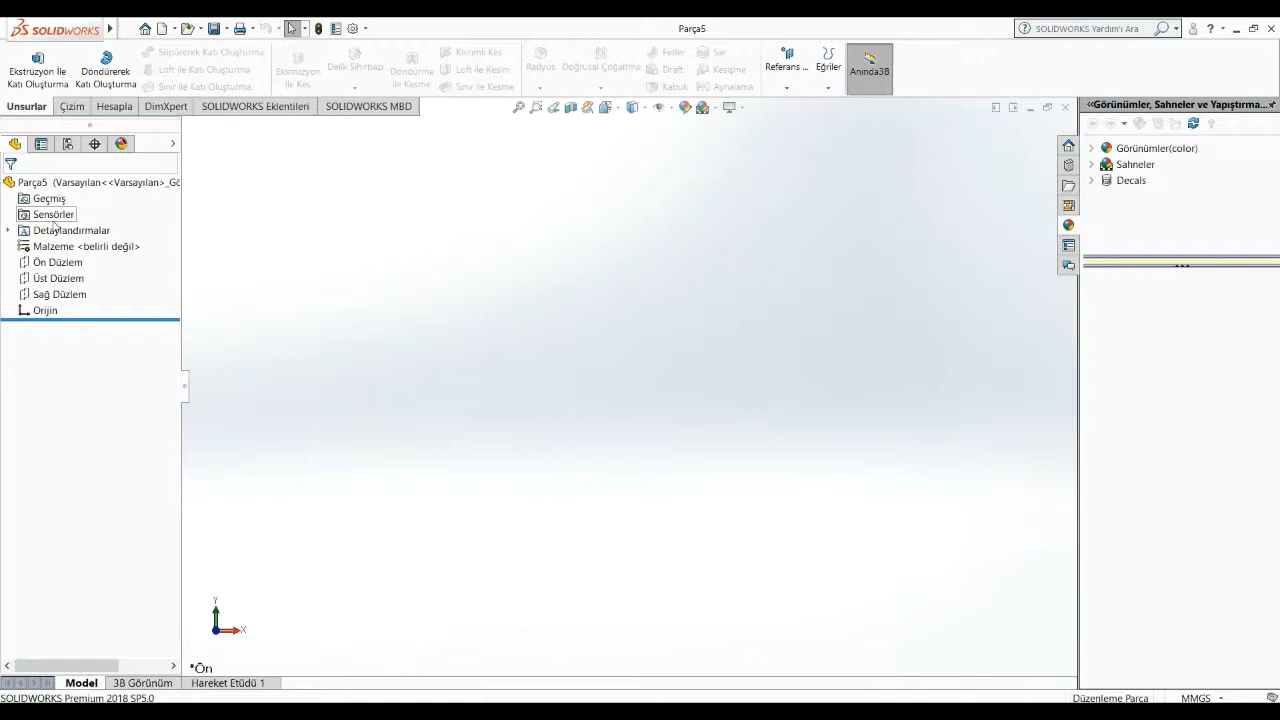 SOLIDWORKS
Parça5
SOLIDWORKS Yardım'ı Ara
Ekstrüzyon İle Katı Oluşturma
Döndürerek Katı Oluşturma
Süpürerek Katı Oluşturma
Loft ile Katı Oluşturma
Sınır ile Katı Oluşturma
Ekstrüzyon ile Kes
Delik Sihirbazı
Döndürme ile Kesme
Kıvrımlı Kes
Loft ile Kesim
Sınır ile Kesme
Radyus
Doğrusal Çoğaltma
Feder
Draft
Kabuk
Sar
Kesişme
Aynalama
Referans ...
Eğriler
Anında3B
Unsurlar
Çizim
Hesapla
DimXpert
SOLIDWORKS Eklentileri
SOLIDWORKS MBD
Parça5 (Varsayılan<<Varsayılan>_Gö
Geçmiş
Sensörler
Detaylandırmalar
Malzeme <belirli değil>
Ön Düzlem
Üst Düzlem
Sağ Düzlem
Orijin
Görünümler, Sahneler ve Yapıştırma...
Görünümler(color)
Sahneler
Decals
Y
X
*Ön
Model
3B Görünüm
Hareket Etüdü 1
SOLIDWORKS Premium 2018 SP5.0
Düzenleme Parca
MMGS